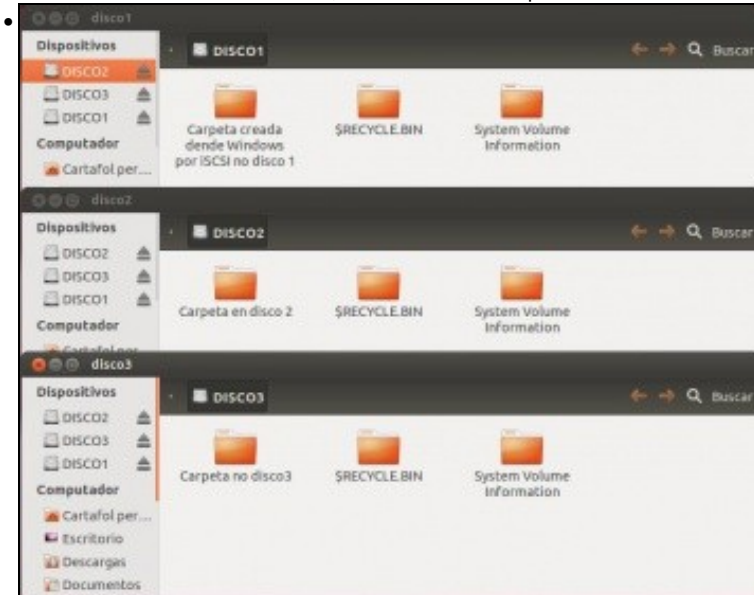 disco1
Dispositivos
DISCO1
Buscar
DISCO2
DISCO3
DISCO1
Computador
Cartafol per...
Carpeta creada
dende Windows
por iSCSI no disco 1
$RECYCLE.BIN
System Volume
Information
disco2
Dispositivos
DISCO2
Buscar
DISCO2
DISCO3
DISCO1
Computador
Cartafol per...
Carpeta en disco 2
$RECYCLE.BIN
System Volume
Information
disco3
Dispositivos
DISCO3
Buscar
DISCO2
DISCO3
DISCO1
Computador
Cartafol per...
Escritorio
Descargas
Documentos
Carpeta no disco3
$RECYCLE.BIN
System Volume
Information